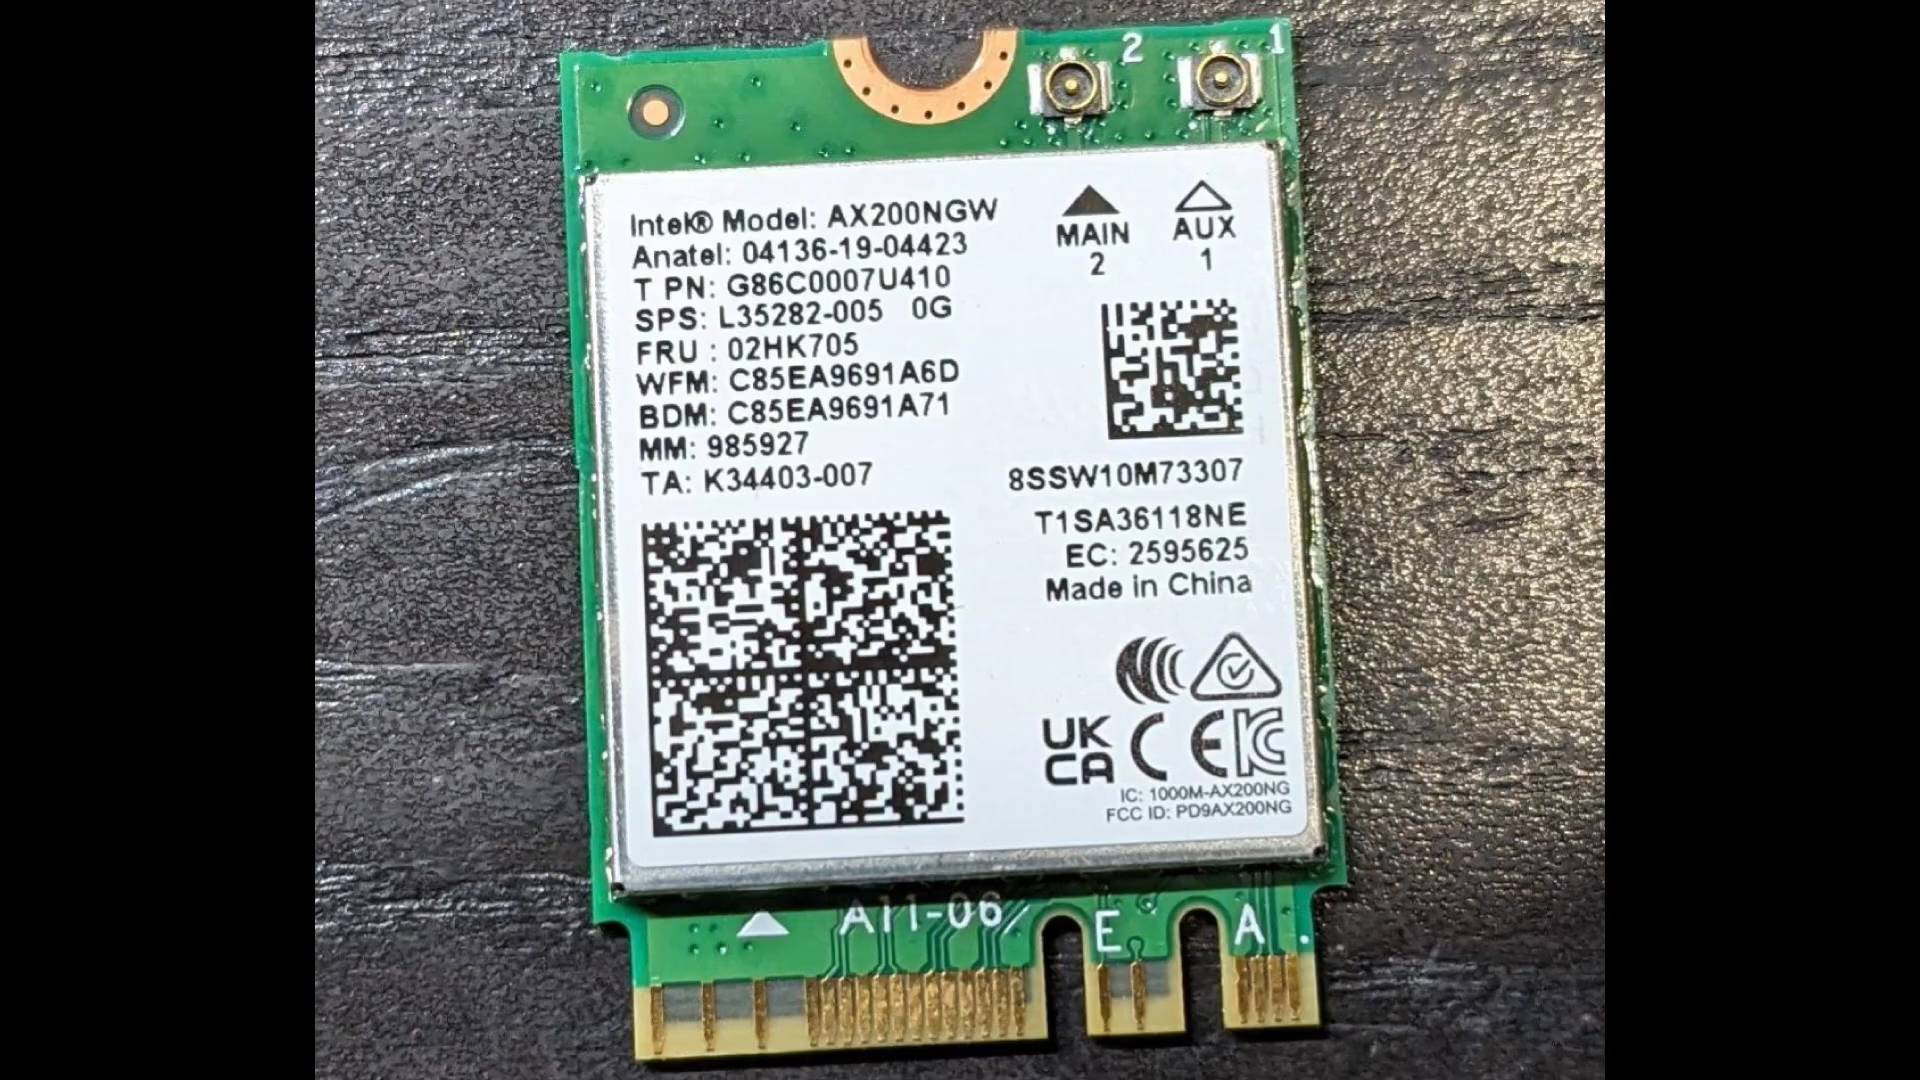 2 1
Intel® Model: AX200NGW
Anatel: 04136-19-04423
T PN: G86C0007U410
SPS: L35282-005 0G
FRU : 02HK705
WFM: C85EA9691A6D
BDM: C85EA9691A71
MM: 985927
TA: K34403-007
MAIN AUX
2 1
8SSW10M73307
T1SA36118NE
EC: 2595625
Made in China
UK
CA CE
IC: 1000M-AX200NG
FCC ID: PD9AX200NG
A11-06 E A